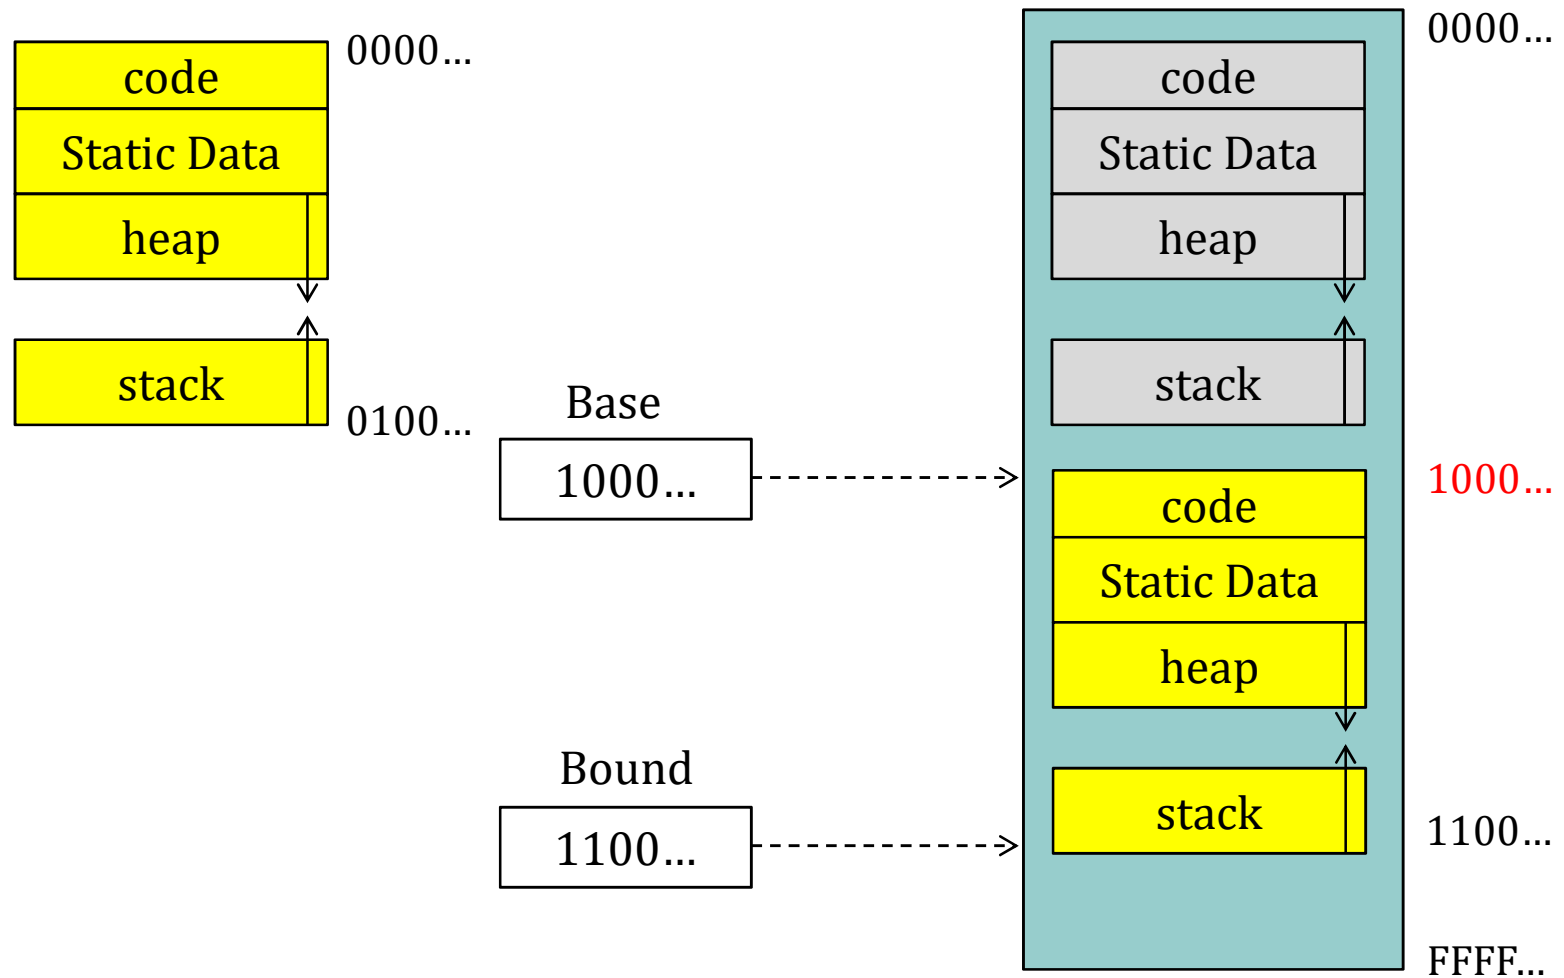 0000...
code
Static Data
heap
stack
0100...
Base
1000...
Bound
1100...
0000...
code
Static Data
heap
stack
1000...
code
Static Data
heap
stack
1100...
FFFF...